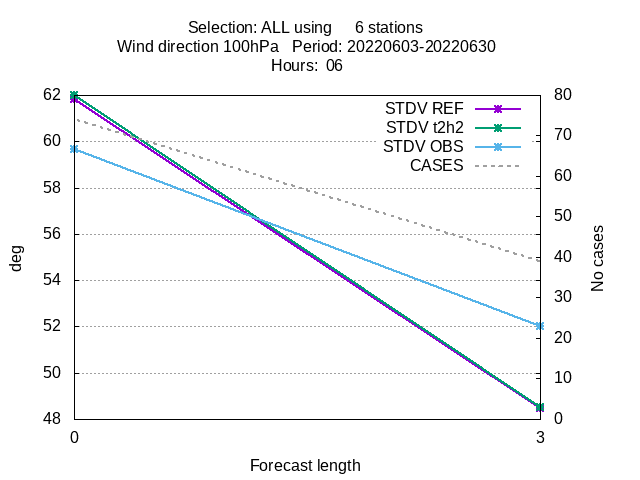 Selection: ALL using     6 stations
Wind direction 100hPa   Period: 20220603-20220630
Hours:  06
62
60
58
56
54
52
50
48
deg
80
70
60
50
40
30
20
10
0
No cases
STDV REF
STDV t2h2
STDV OBS
CASES
0
3
Forecast length